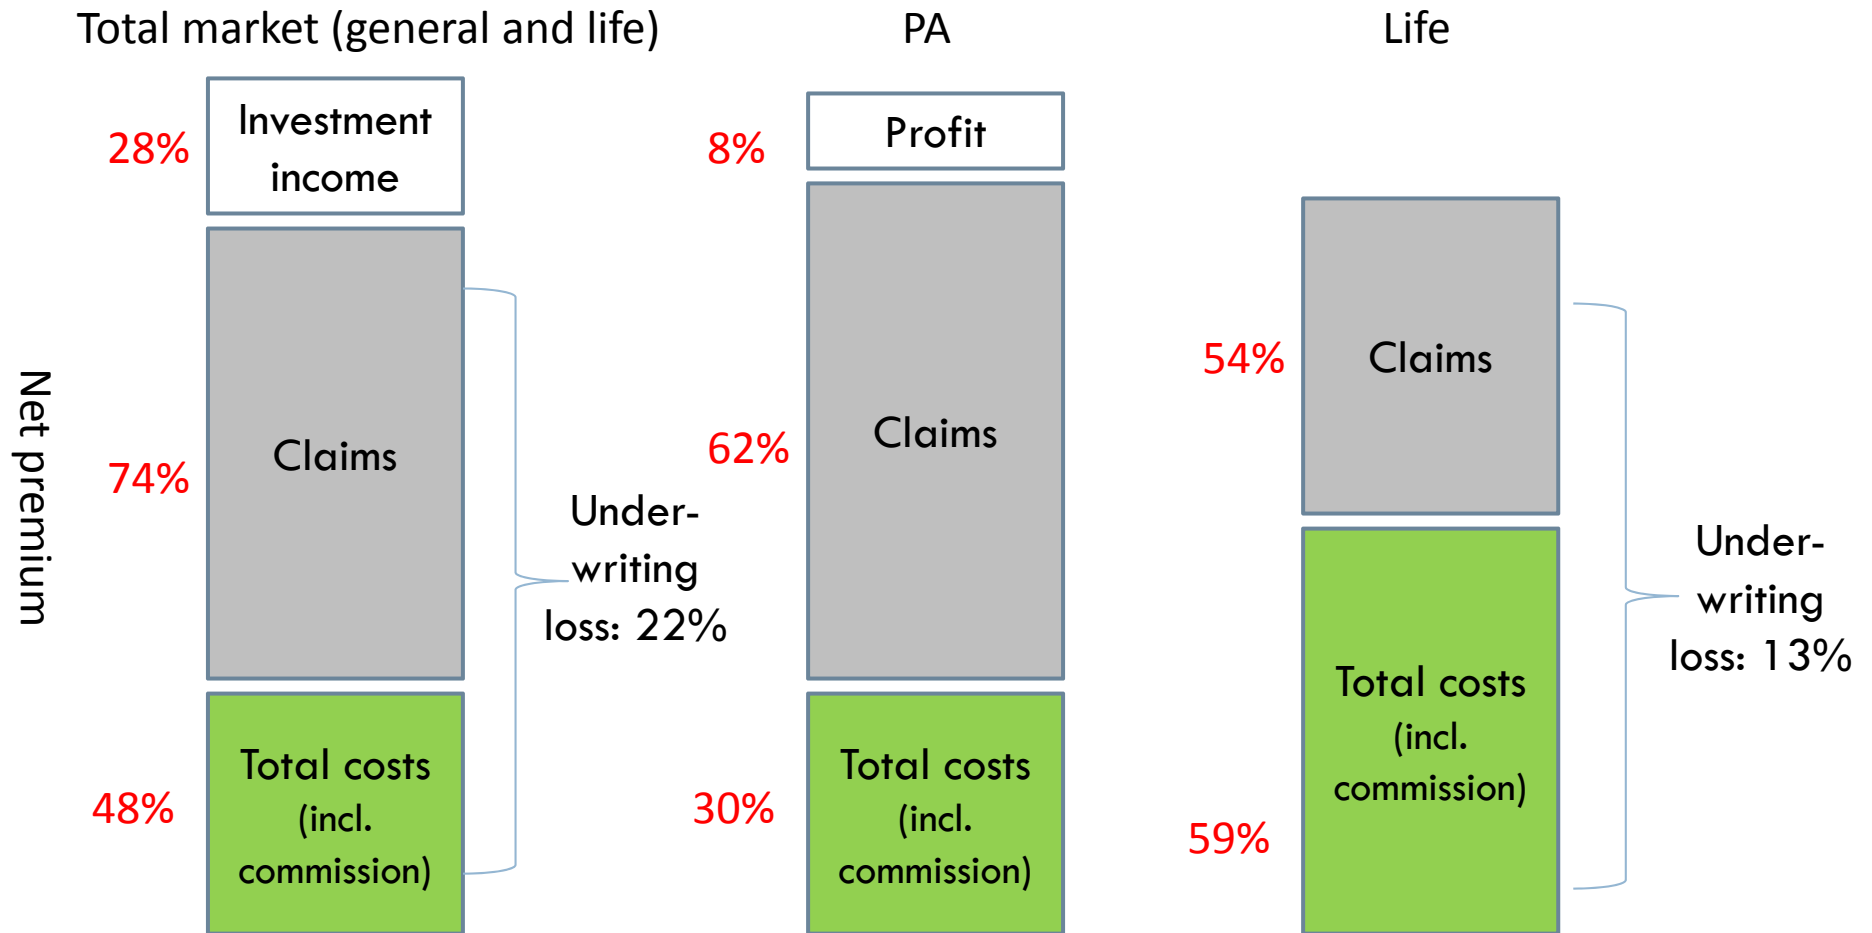 Total market (general and life)
PA
Life
Net premium
28%
Investment
income
74%
Claims
48%
Total costs
(incl.
commission)
Under-
writing
loss: 22%
8%
Profit
62%
Claims
30%
Total costs
(incl.
commission)
54%
Claims
59%
Total costs
(incl.
commission)
Under-
writing
loss: 13%